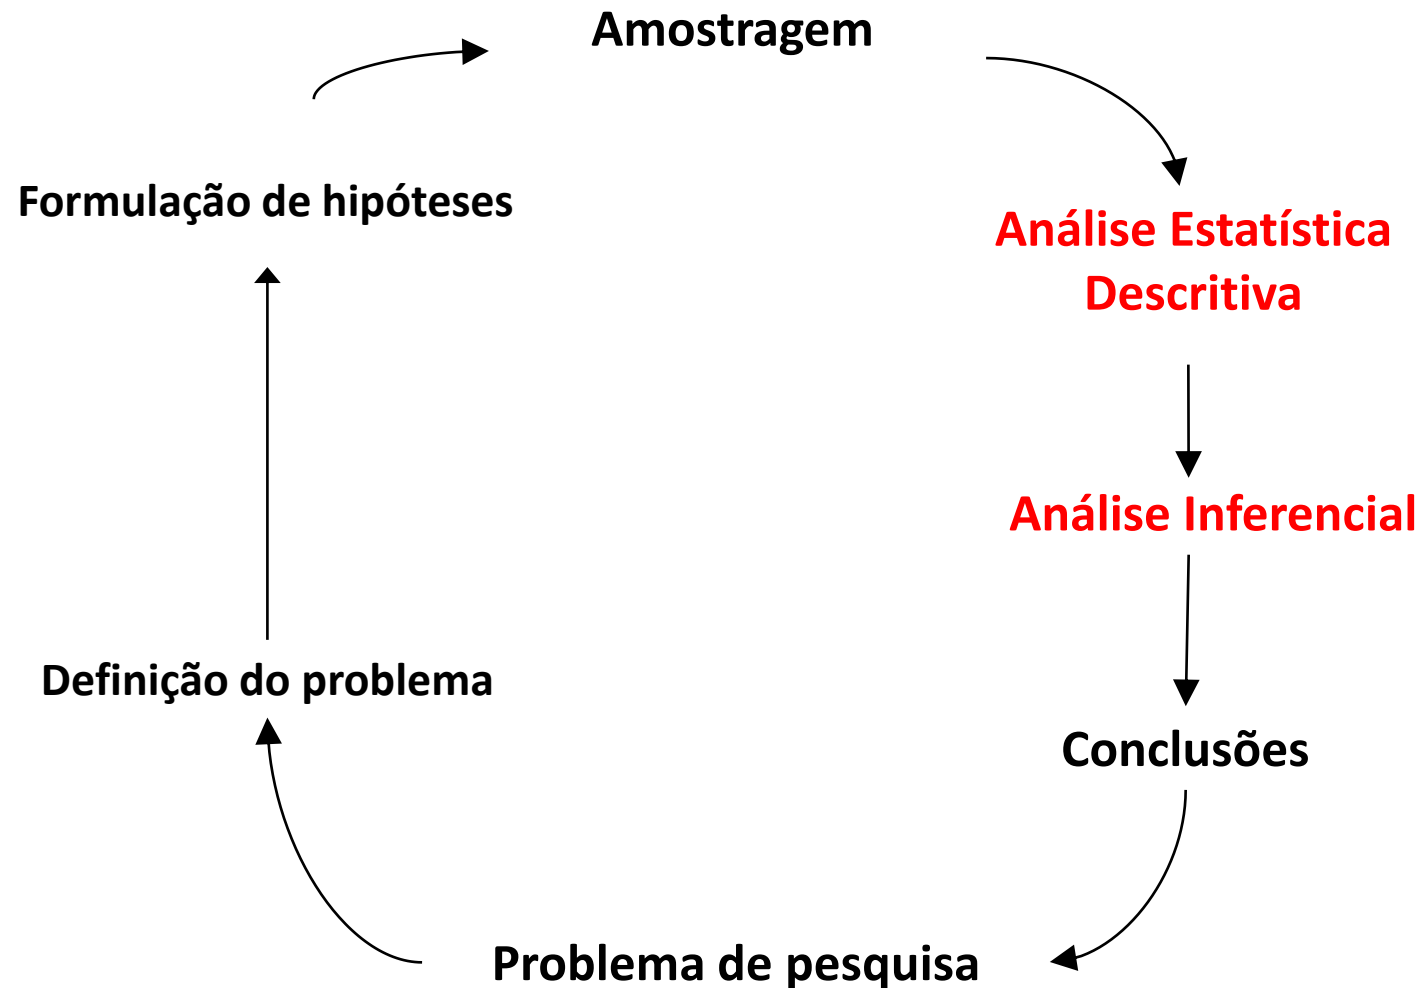 Amostragem
Formulação de hipóteses
Análise Estatística
Descritiva
Análise Inferencial
Definição do problema
Conclusões
Problema de pesquisa